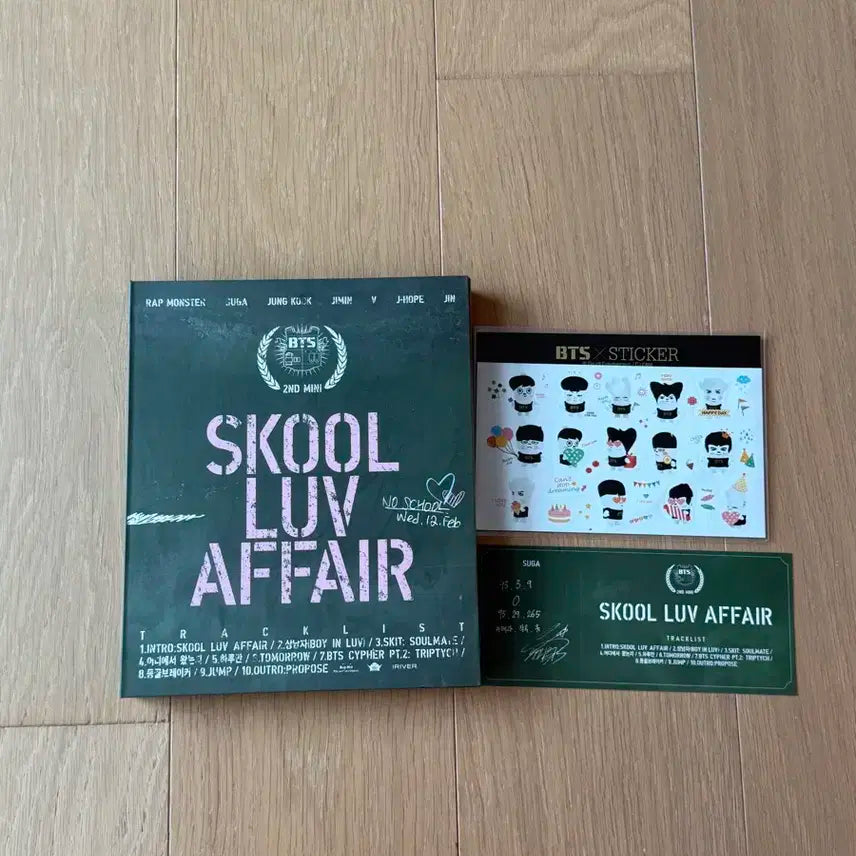 RAP MONSTER SUGA JUNG KOOK JIMIN V J-HOPE JIN
BTS
2ND MINI
SKOOL
LUV
AFFAIR
NO SCHOOL
Wed, 12. Feb
TRACKLIST
1.INTRO:SKOOL LUV AFFAIR / 2.상남자(BOY IN LUV) / 3.SKIT: SOULMATE /
4.어디에서 왔는지 / 5.하루만 / 6.TOMORROW / 7.BTS CYPHER PT.2: TRIPTYCH /
8.등골브레이커 / 9.JUMP / 10.OUTRO:PROPOSE IRIVER
BTS × STICKER
BTS
HAPPY DAY
Can't stop dreaming
SUGA
BTS
2ND MINI
SKOOL LUV AFFAIR
TRACKLIST
1.INTRO:SKOOL LUV AFFAIR / 2.상남자(BOY IN LUV) / 3.SKIT: SOULMATE /
4.어디에서 왔는지 / 5.하루만 / 6.TOMORROW / 7.BTS CYPHER PT.2: TRIPTYCH /
8.등골브레이커 / 9.JUMP / 10.OUTRO:PROPOSE